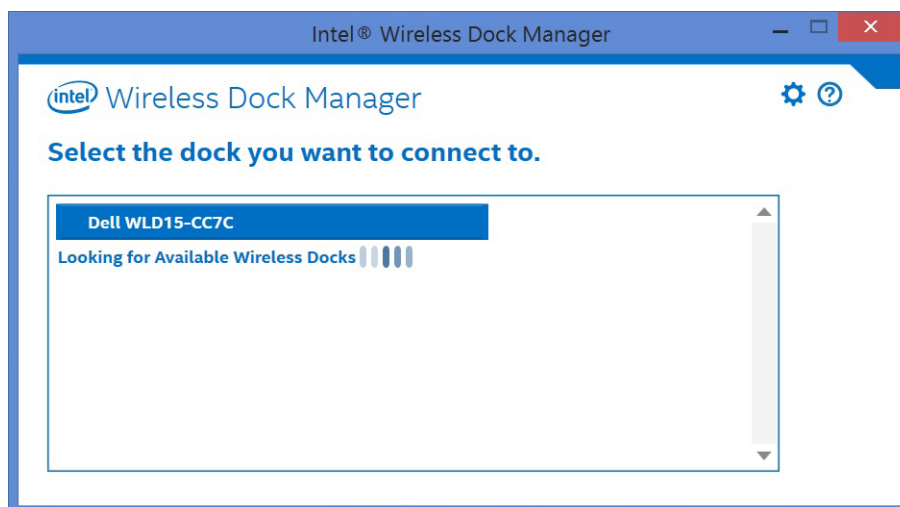 Intel® Wireless Dock Manager
intel Wireless Dock Manager
Select the dock you want to connect to.
Dell WLD15-CC7C
Looking for Available Wireless Docks